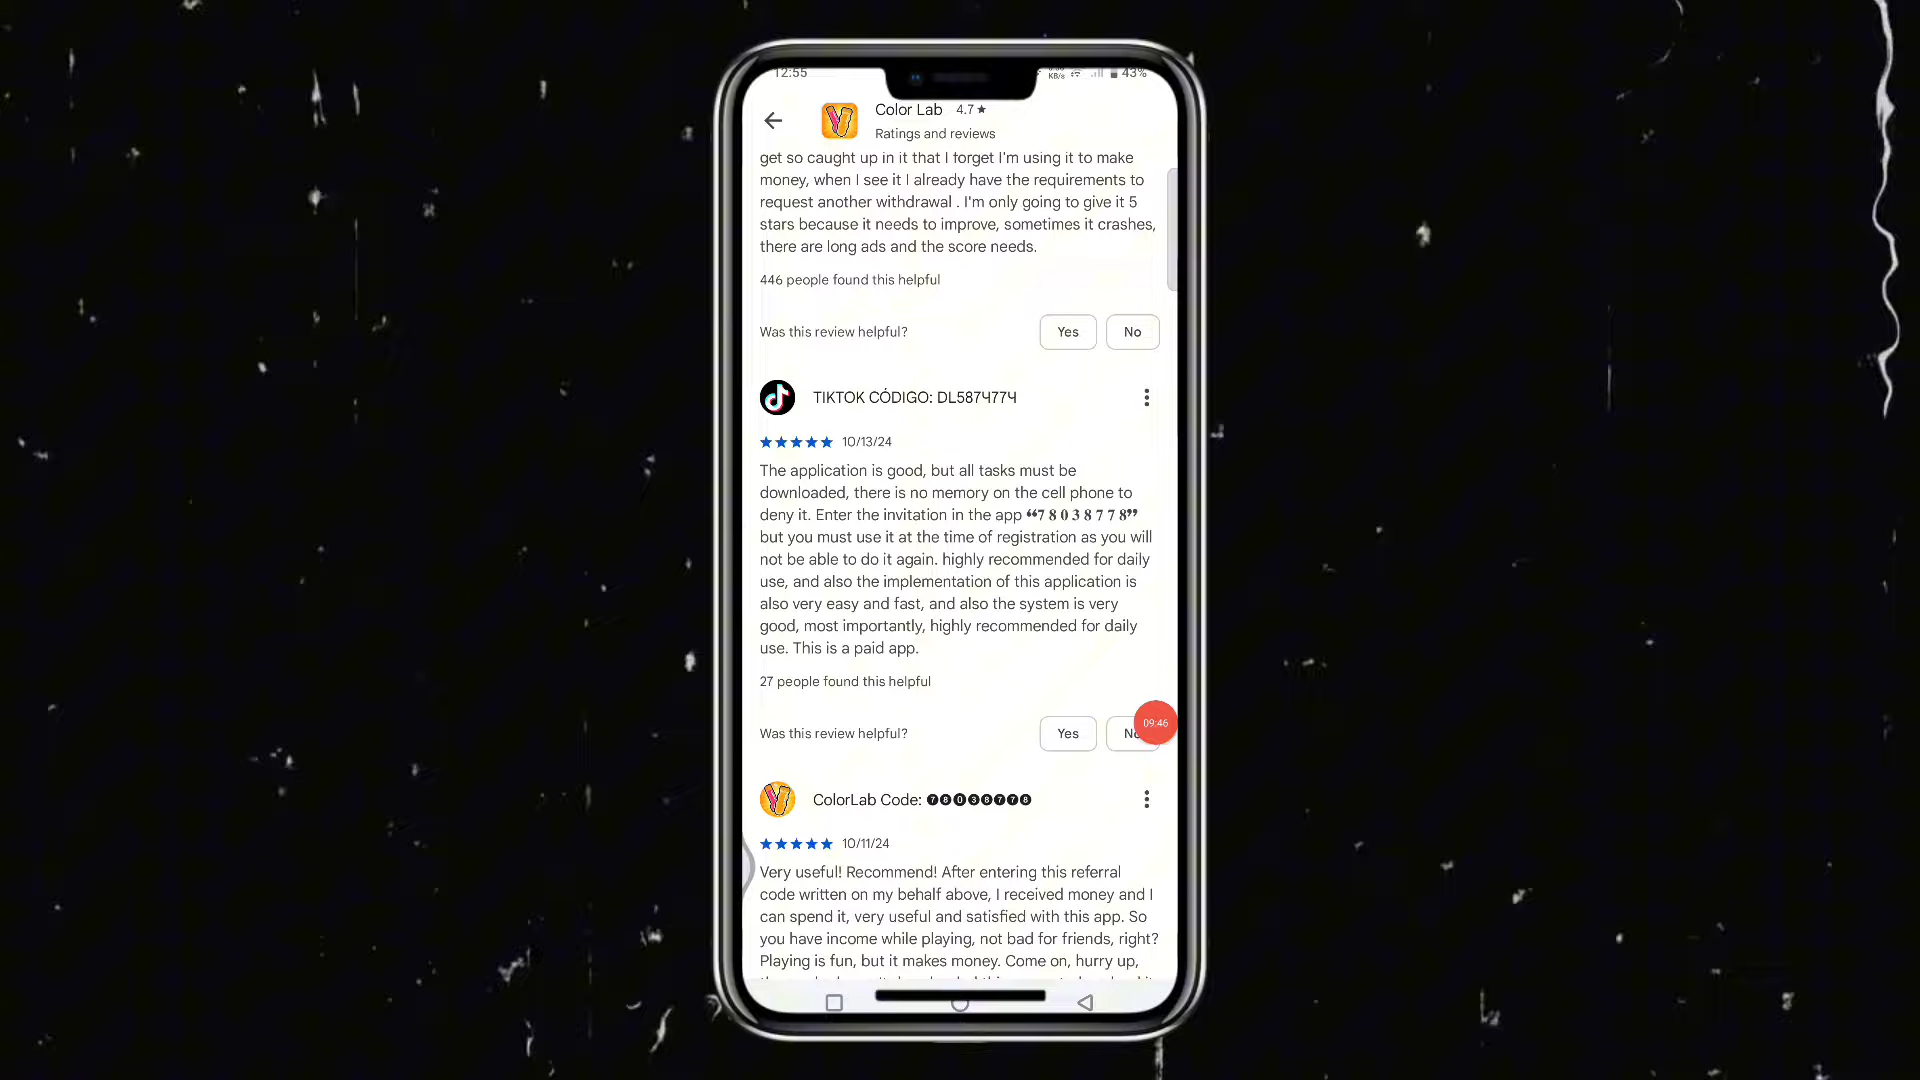 12:55
KB/s
43%
Color Lab 4.7★
Ratings and reviews
get so caught up in it that I forget I'm using it to make
money, when I see it I already have the requirements to
request another withdrawal . I'm only going to give it 5
stars because it needs to improve, sometimes it crashes,
there are long ads and the score needs.
446 people found this helpful
Was this review helpful?
Yes
No
TIKTOK CÓDIGO: DL587Ч77Ч
10/13/24
The application is good, but all tasks must be
downloaded, there is no memory on the cell phone to
deny it. Enter the invitation in the app ❝𝟕 𝟖 𝟎 𝟑 𝟖 𝟕 𝟕 𝟖❞
but you must use it at the time of registration as you will
not be able to do it again. highly recommended for daily
use, and also the implementation of this application is
also very easy and fast, and also the system is very
good, most importantly, highly recommended for daily
use. This is a paid app.
27 people found this helpful
Was this review helpful?
Yes
09:46
ColorLab Code: ❼❽⓿❸❽❼❼❽
10/11/24
Very useful! Recommend! After entering this referral
code written on my behalf above, I received money and I
can spend it, very useful and satisfied with this app. So
you have income while playing, not bad for friends, right?
Playing is fun, but it makes money. Come on, hurry up,